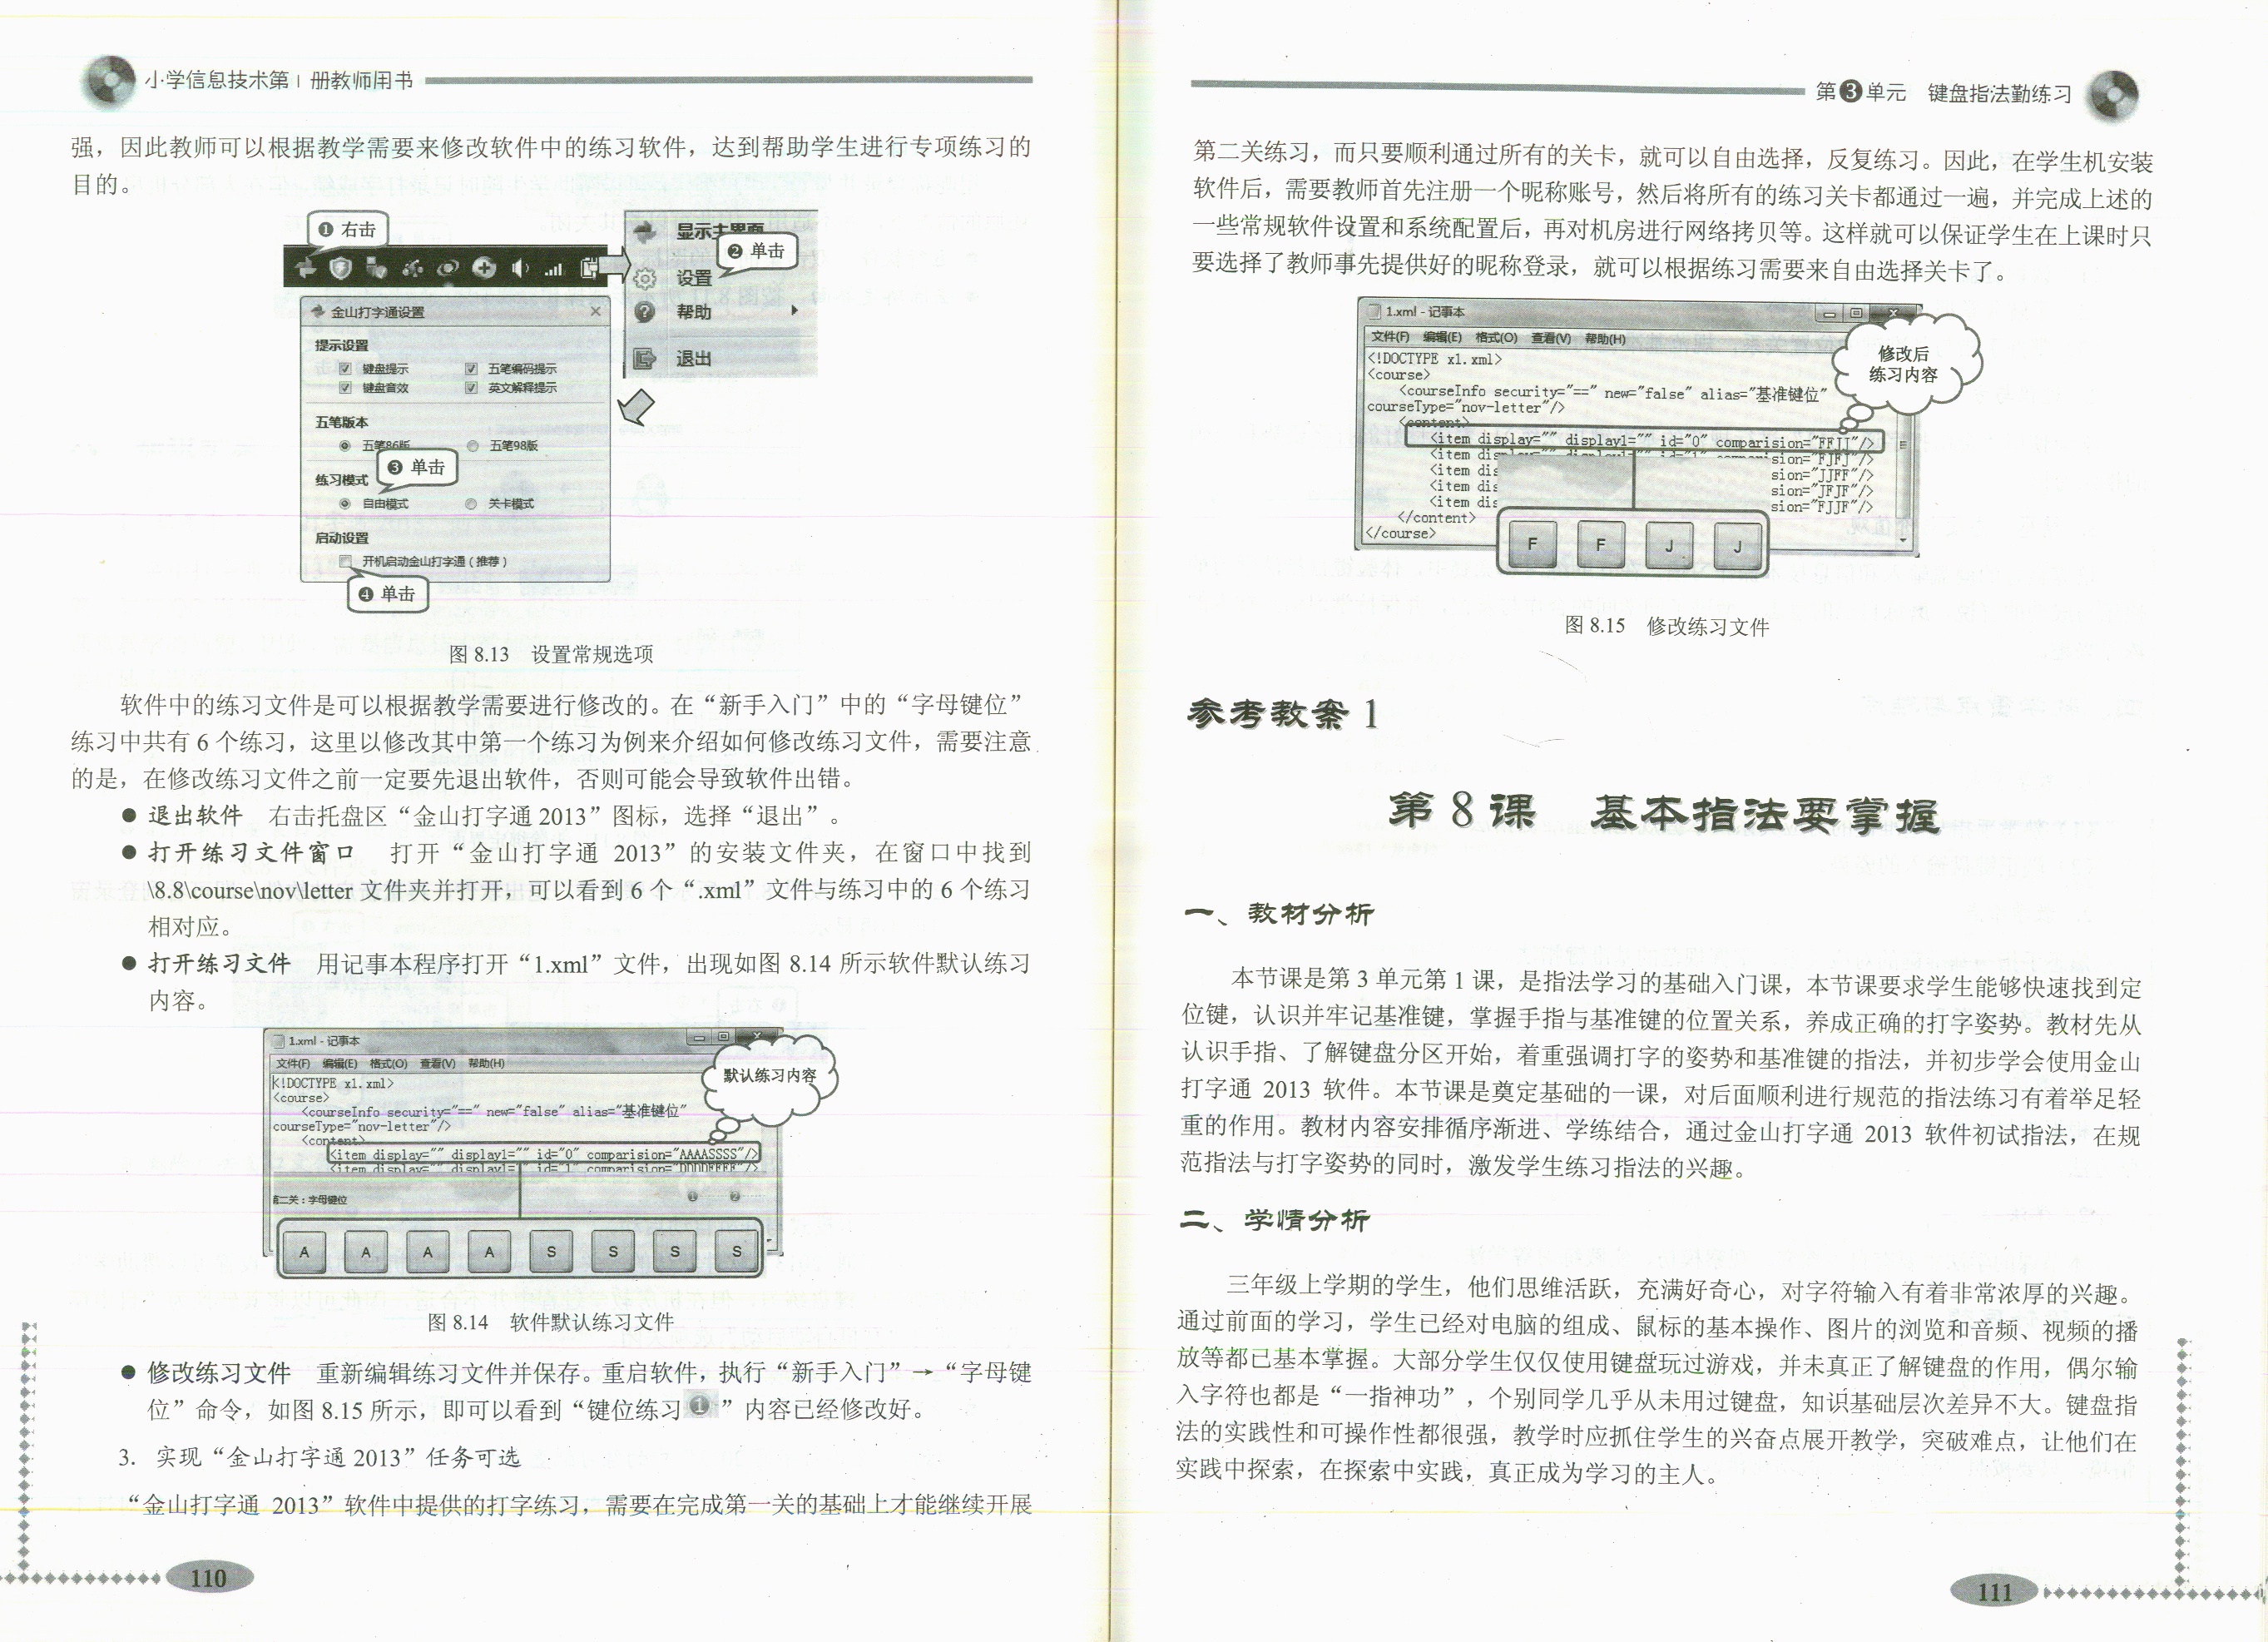 小学信息技术第1册教师用书
强，因此教师可以根据教学需要来修改软件中的练习软件，达到帮助学生进行专项练习的
目的。
❶ 右击
显示主界面
❷ 单击
设置
帮助
退出
金山打字通设置
提示设置
键盘提示 五笔编码提示
键盘音效 英文解释提示
五笔版本
五笔86版 五笔98版
❸ 单击
练习模式
自由模式 关卡模式
启动设置
开机启动金山打字通（推荐）
❹ 单击
图 8.13 设置常规选项
软件中的练习文件是可以根据教学需要进行修改的。在“新手入门”中的“字母键位”
练习中共有 6 个练习，这里以修改其中第一个练习为例来介绍如何修改练习文件，需要注意
的是，在修改练习文件之前一定要先退出软件，否则可能会导致软件出错。
● 退出软件 右击托盘区“金山打字通 2013”图标，选择“退出”。
● 打开练习文件窗口 打开“金山打字通 2013”的安装文件夹，在窗口中找到
\8.8\course\nov\letter 文件夹并打开，可以看到 6 个“.xml”文件与练习中的 6 个练习
相对应。
● 打开练习文件 用记事本程序打开“1.xml”文件，出现如图 8.14 所示软件默认练习
内容。
1.xml - 记事本
文件(F) 编辑(E) 格式(O) 查看(V) 帮助(H)
默认练习内容
<!DOCTYPE x1.xml>
<course>
<courseInfo security="==" new="false" alias="基准键位"
courseType="nov-letter"/>
<content>
<item display="" display1="" id="0" comparision="AAAASSSS"/>
<item display="" display1="" id="1" comparision="DDDDFFFF"/>
第二关：字母键位 ❶ ❷
A A A A S S S S
图 8.14 软件默认练习文件
● 修改练习文件 重新编辑练习文件并保存。重启软件，执行“新手入门”→“字母键
位”命令，如图 8.15 所示，即可以看到“键位练习❶”内容已经修改好。
3. 实现“金山打字通 2013”任务可选
“金山打字通 2013”软件中提供的打字练习，需要在完成第一关的基础上才能继续开展
110
第❸单元 键盘指法勤练习
第二关练习，而只要顺利通过所有的关卡，就可以自由选择，反复练习。因此，在学生机安装
软件后，需要教师首先注册一个昵称账号，然后将所有的练习关卡都通过一遍，并完成上述的
一些常规软件设置和系统配置后，再对机房进行网络拷贝等。这样就可以保证学生在上课时只
要选择了教师事先提供好的昵称登录，就可以根据练习需要来自由选择关卡了。
1.xml - 记事本
文件(F) 编辑(E) 格式(O) 查看(V) 帮助(H)
修改后
练习内容
<!DOCTYPE x1.xml>
<course>
<courseInfo security="==" new="false" alias="基准键位"
courseType="nov-letter"/>
<content>
<item display="" display1="" id="0" comparision="FFJJ"/>
<item display="" display1="" id="1" comparision="FJFJ"/>
<item dis sion="JJFF"/>
<item dis sion="JFJF"/>
<item dis sion="FJJF"/>
</content>
</course>
F F J J
图 8.15 修改练习文件
参考教案 1
第 8 课 基本指法要掌握
一、教材分析
本节课是第 3 单元第 1 课，是指法学习的基础入门课，本节课要求学生能够快速找到定
位键，认识并牢记基准键，掌握手指与基准键的位置关系，养成正确的打字姿势。教材先从
认识手指、了解键盘分区开始，着重强调打字的姿势和基准键的指法，并初步学会使用金山
打字通 2013 软件。本节课是奠定基础的一课，对后面顺利进行规范的指法练习有着举足轻
重的作用。教材内容安排循序渐进、学练结合，通过金山打字通 2013 软件初试指法，在规
范指法与打字姿势的同时，激发学生练习指法的兴趣。
二、学情分析
三年级上学期的学生，他们思维活跃，充满好奇心，对字符输入有着非常浓厚的兴趣。
通过前面的学习，学生已经对电脑的组成、鼠标的基本操作、图片的浏览和音频、视频的播
放等都已基本掌握。大部分学生仅仅使用键盘玩过游戏，并未真正了解键盘的作用，偶尔输
入字符也都是“一指神功”，个别同学几乎从未用过键盘，知识基础层次差异不大。键盘指
法的实践性和可操作性都很强，教学时应抓住学生的兴奋点展开教学，突破难点，让他们在
实践中探索，在探索中实践，真正成为学习的主人。
111